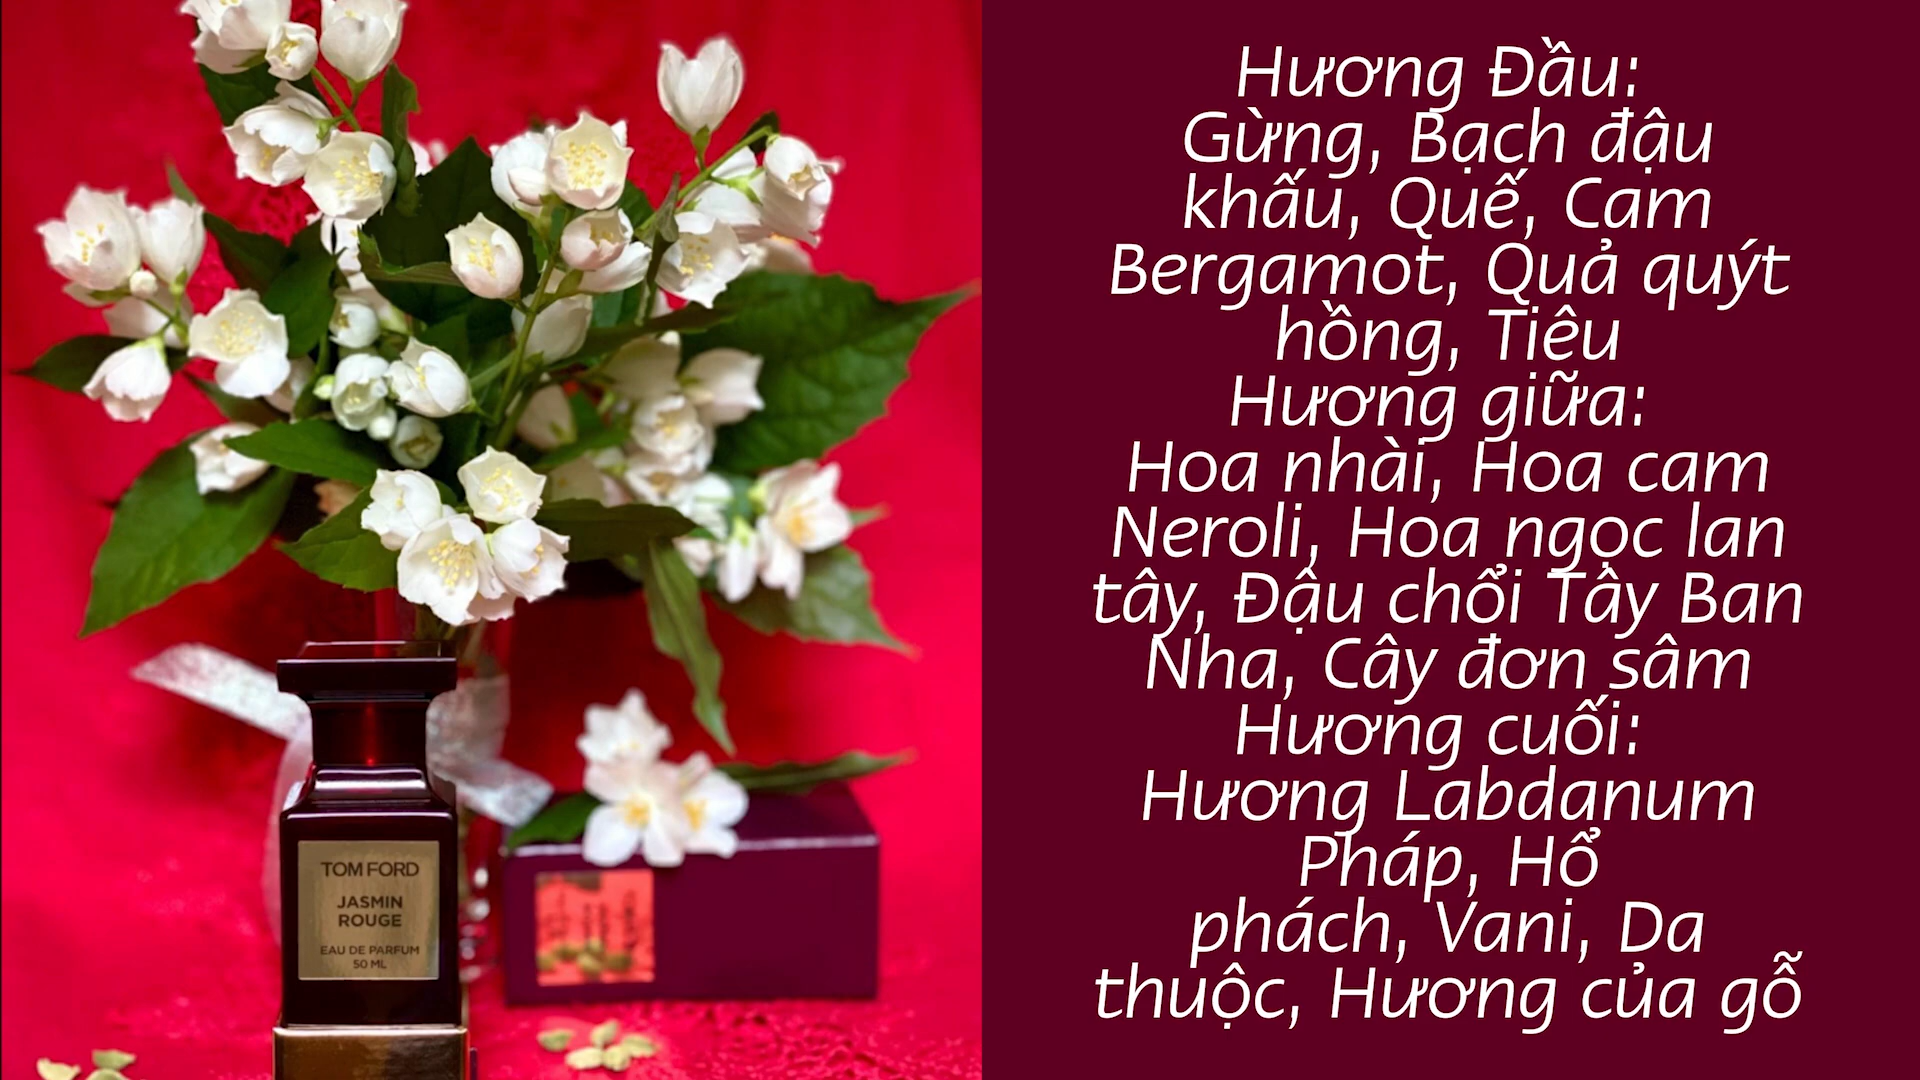 TOM FORD
JASMIN
ROUGE
EAU DE PARFUM
50 ML
Hương Đầu:
Gừng, Bạch đậu
khấu, Quế, Cam
Bergamot, Quả quýt
hồng, Tiêu
Hương giữa:
Hoa nhài, Hoa cam
Neroli, Hoa ngọc lan
tây, Đậu chổi Tây Ban
Nha, Cây đơn sâm
Hương cuối:
Hương Labdanum
Pháp, Hổ
phách, Vani, Da
thuộc, Hương của gỗ